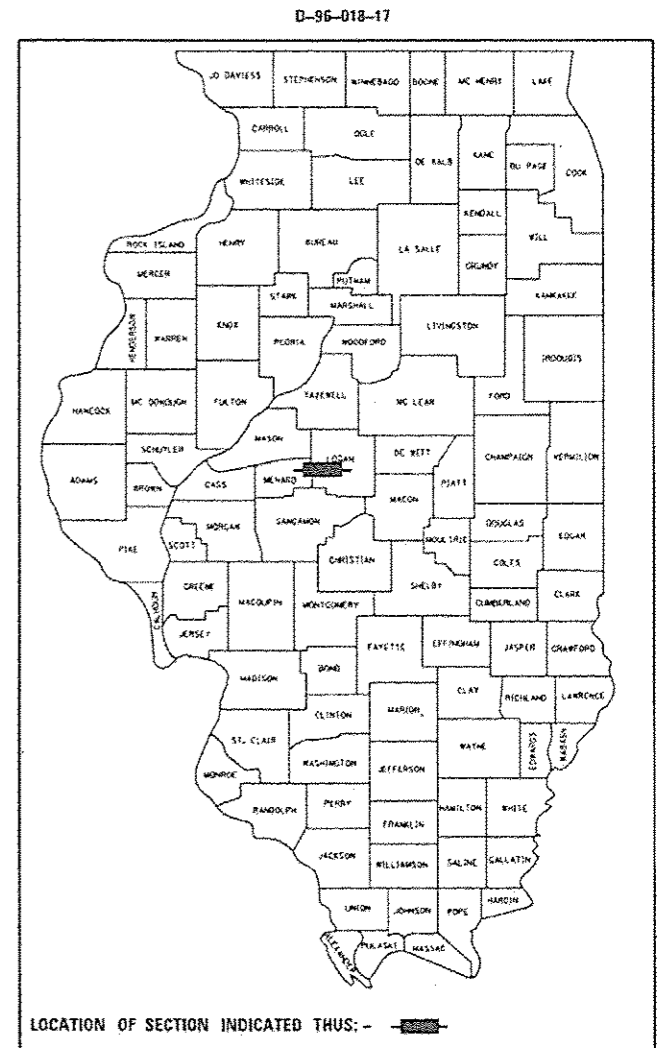 D-96-018-17
JO DAVIESS STEPHENSON WINNEBAGO BOONE MC HENRY LAKE
CARROLL OGLE DE KALB KANE DU PAGE COOK
WHITESIDE LEE
KENDALL WILL
ROCK ISLAND HENRY BUREAU LA SALLE GRUNDY
MERCER PUTNAM KANKAKEE
STARK MARSHALL
HENDERSON WARREN KNOX PEORIA WOODFORD LIVINGSTON IROQUOIS
HANCOCK MC DONOUGH FULTON TAZEWELL MC LEAN FORD
MASON
SCHUYLER LOGAN DE WITT CHAMPAIGN VERMILION
ADAMS BROWN CASS MENARD PIATT
MACON
MORGAN SANGAMON DOUGLAS
PIKE SCOTT CHRISTIAN MOULTRIE EDGAR
COLES
GREENE SHELBY
CALHOUN MACOUPIN MONTGOMERY CUMBERLAND CLARK
JERSEY
FAYETTE EFFINGHAM JASPER CRAWFORD
MADISON BOND
CLAY RICHLAND LAWRENCE
CLINTON MARION
ST. CLAIR WAYNE EDWARDS WABASH
WASHINGTON JEFFERSON
MONROE
RANDOLPH PERRY HAMILTON WHITE
FRANKLIN
JACKSON WILLIAMSON SALINE GALLATIN
UNION JOHNSON POPE HARDIN
ALEXANDER PULASKI MASSAC
LOCATION OF SECTION INDICATED THUS: -